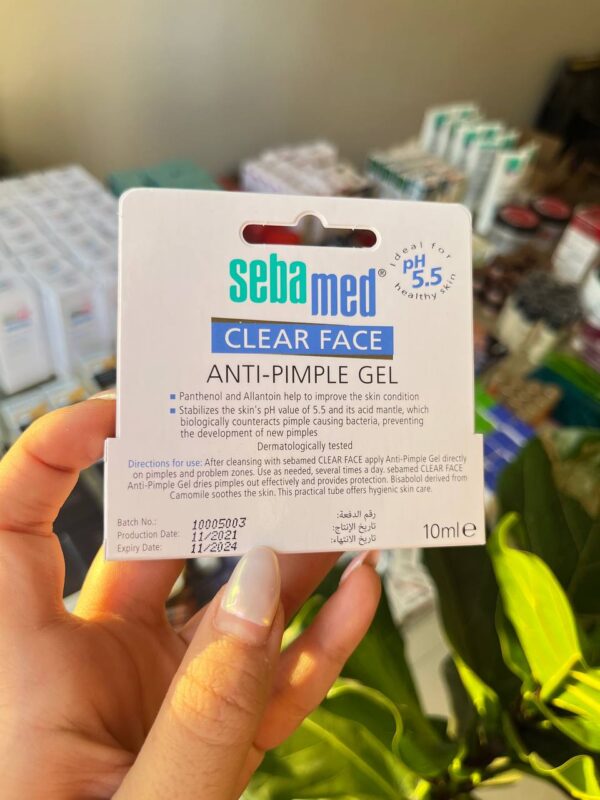 sebamed®
ideal for
pH
5.5
healthy skin
CLEAR FACE
ANTI-PIMPLE GEL
Panthenol and Allantoin help to improve the skin condition
Stabilizes the skin's pH value of 5.5 and its acid mantle, which
biologically counteracts pimple causing bacteria, preventing
the development of new pimples
Dermatologically tested
Directions for use: After cleansing with sebamed CLEAR FACE apply Anti-Pimple Gel directly
on pimples and problem zones. Use as needed, several times a day. sebamed CLEAR FACE
Anti-Pimple Gel dries pimples out effectively and provides protection. Bisabolol derived from
Camomile soothes the skin. This practical tube offers hygienic skin care.
Batch No.: 10005003 رقم الدفعة:
Production Date: 11/2021 تاريخ الإنتاج:
Expiry Date: 11/2024 تاريخ الانتهاء:
10ml e